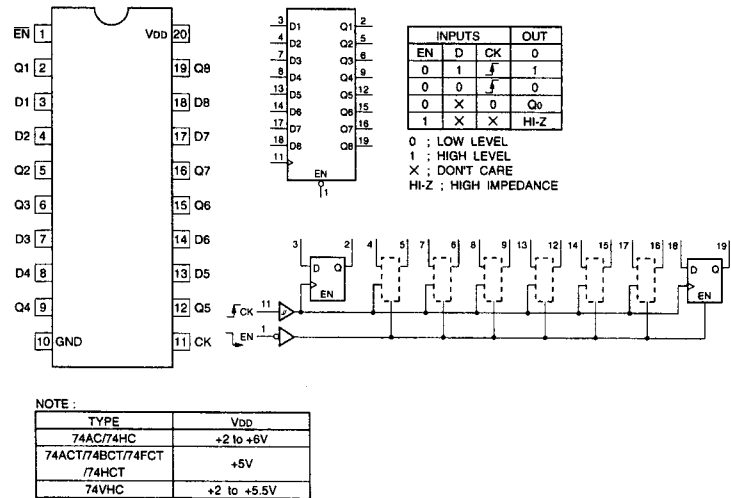 EN 1 VDD 20
Q1 2 19 Q8
D1 3 18 D8
D2 4 17 D7
Q2 5 16 Q7
Q3 6 15 Q6
D3 7 14 D6
D4 8 13 D5
Q4 9 12 Q5
10 GND 11 CK
3 D1 Q1 2
4 D2 Q2 5
7 D3 Q3 6
8 D4 Q4 9
13 D5 Q5 12
14 D6 Q6 15
17 D7 Q7 16
18 D8 Q8 19
11
EN
1
INPUTS OUT
EN D CK 0
0 1 1
0 0 0
0 X 0 Q0
1 X X HI-Z
0 ; LOW LEVEL
1 ; HIGH LEVEL
X ; DON'T CARE
HI-Z ; HIGH IMPEDANCE
3 2 4 5 7 6 8 9 13 12 14 15 17 16 18 19
D Q D Q
EN EN
CK 11
EN 1
NOTE :
TYPE VDD
74AC/74HC +2 to +6V
74ACT/74BCT/74FCT
/74HCT +5V
74VHC +2 to +5.5V